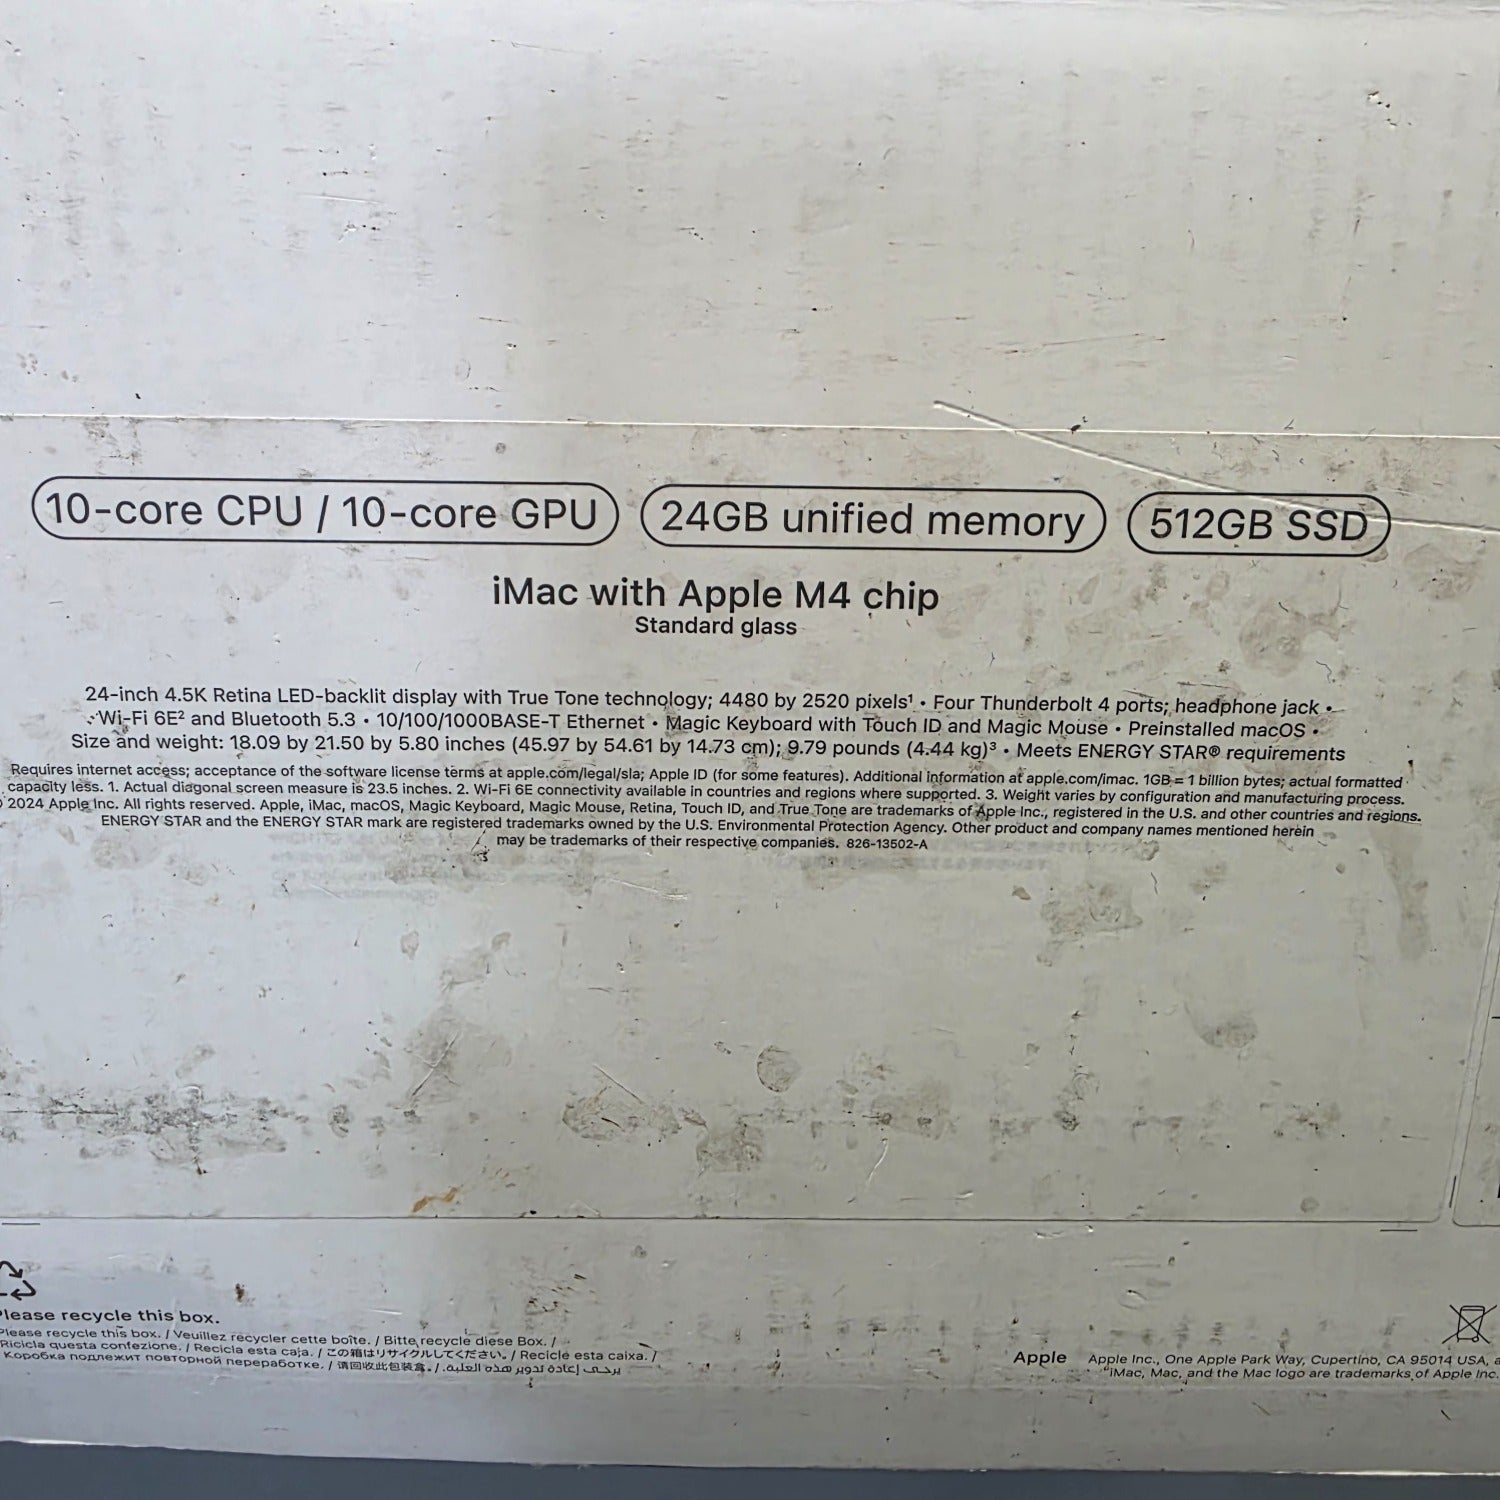 10-core CPU / 10-core GPU 24GB unified memory 512GB SSD
iMac with Apple M4 chip
Standard glass
24-inch 4.5K Retina LED-backlit display with True Tone technology; 4480 by 2520 pixels¹ • Four Thunderbolt 4 ports; headphone jack •
Wi-Fi 6E² and Bluetooth 5.3 • 10/100/1000BASE-T Ethernet • Magic Keyboard with Touch ID and Magic Mouse • Preinstalled macOS •
Size and weight: 18.09 by 21.50 by 5.80 inches (45.97 by 54.61 by 14.73 cm); 9.79 pounds (4.44 kg)³ • Meets ENERGY STAR® requirements
Requires internet access; acceptance of the software license terms at apple.com/legal/sla; Apple ID (for some features). Additional information at apple.com/imac. 1GB = 1 billion bytes; actual formatted
capacity less. 1. Actual diagonal screen measure is 23.5 inches. 2. Wi-Fi 6E connectivity available in countries and regions where supported. 3. Weight varies by configuration and manufacturing process.
2024 Apple Inc. All rights reserved. Apple, iMac, macOS, Magic Keyboard, Magic Mouse, Retina, Touch ID, and True Tone are trademarks of Apple Inc., registered in the U.S. and other countries and regions.
ENERGY STAR and the ENERGY STAR mark are registered trademarks owned by the U.S. Environmental Protection Agency. Other product and company names mentioned herein
may be trademarks of their respective companies. 826-13502-A
Please recycle this box.
Please recycle this box. / Veuillez recycler cette boîte. / Bitte recycle diese Box. /
Ricicla questa confezione. / Recicla esta caja. / この箱はリサイクルしてください。 / Recicle esta caixa. /
Коробка подлежит повторной переработке. / 请回收此包装盒。/ .يرجى إعادة تدوير هذه العلبة
Apple Apple Inc., One Apple Park Way, Cupertino, CA 95014 USA,
iMac, Mac, and the Mac logo are trademarks of Apple Inc.